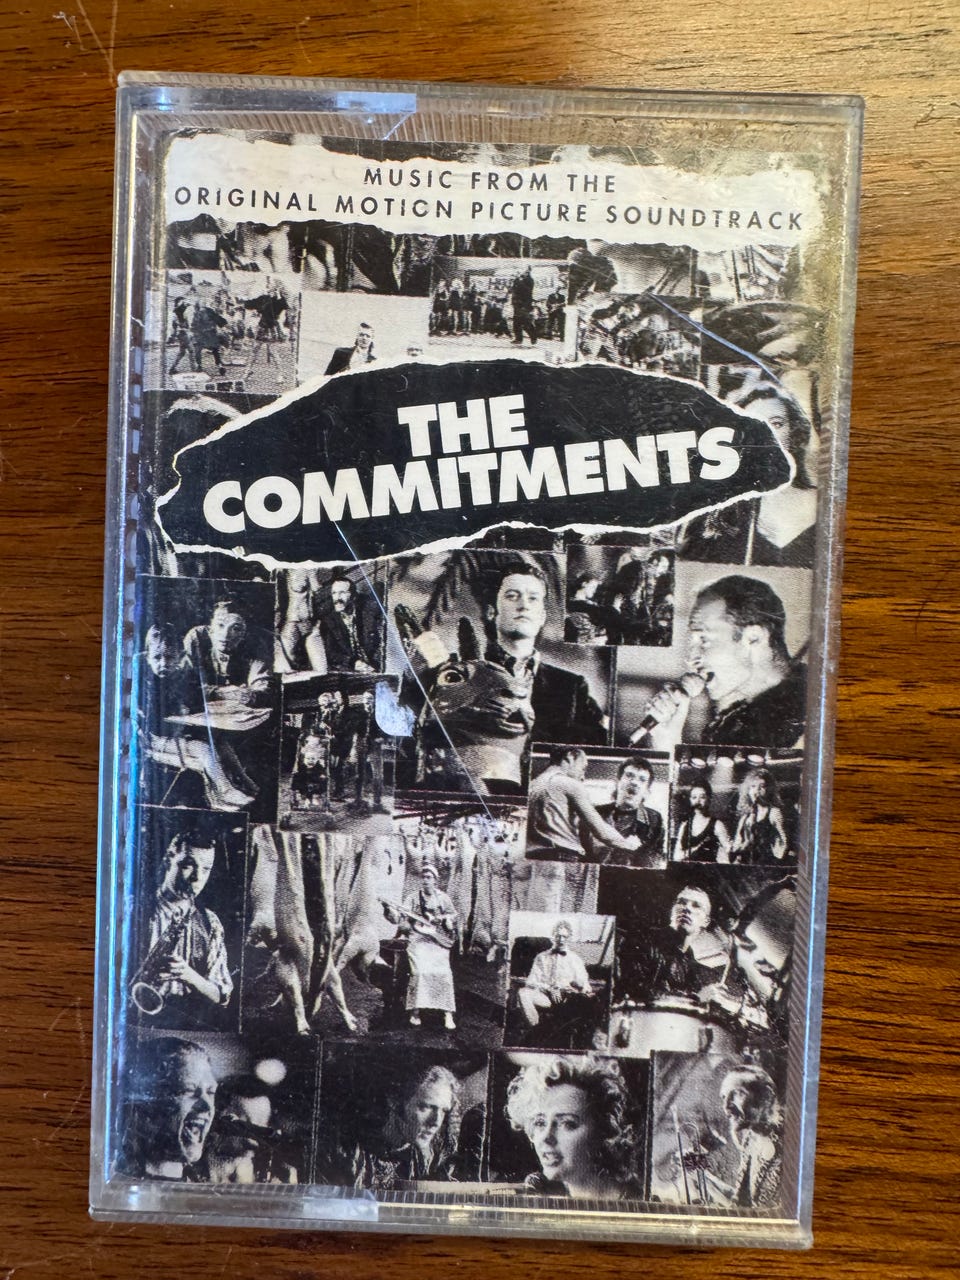 MUSIC FROM THE
ORIGINAL MOTION PICTURE SOUNDTRACK
THE
COMMITMENTS